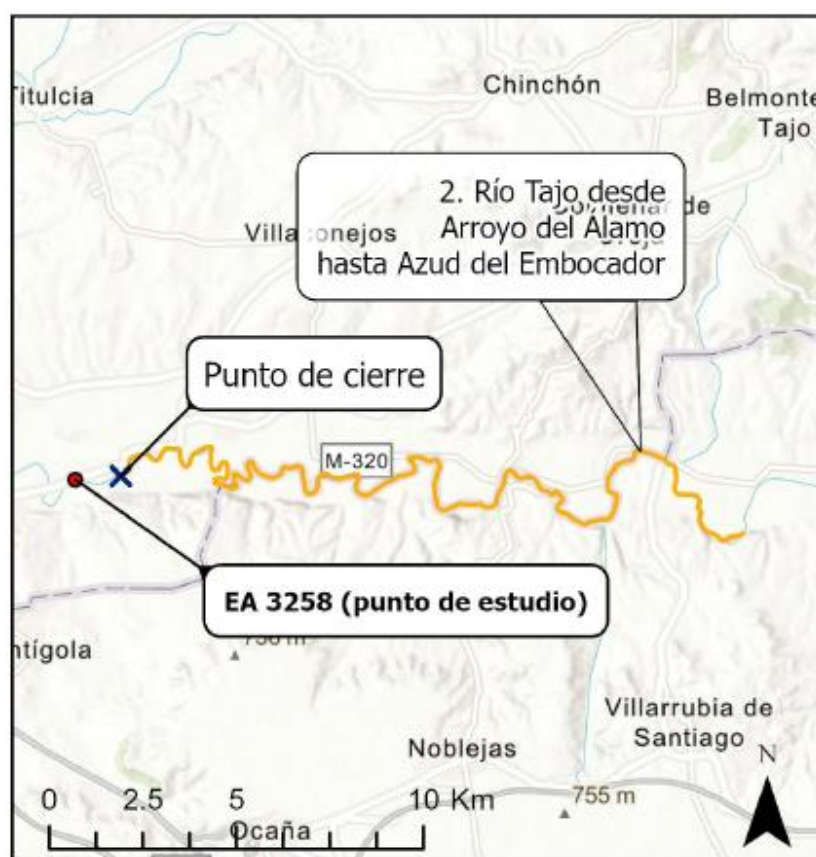 Chinchón
Titulcia
Belmonte
Tajo
2. Río Tajo desde
Arroyo del Álamo
hasta Azud del Embocador
Villaconejos
de
Punto de cierre
M-320
EA 3258 (punto de estudio)
ntígola
Villarrubia de
Santiago
Noblejas
N
0 2.5 5 10 Km
755 m
Ocaña